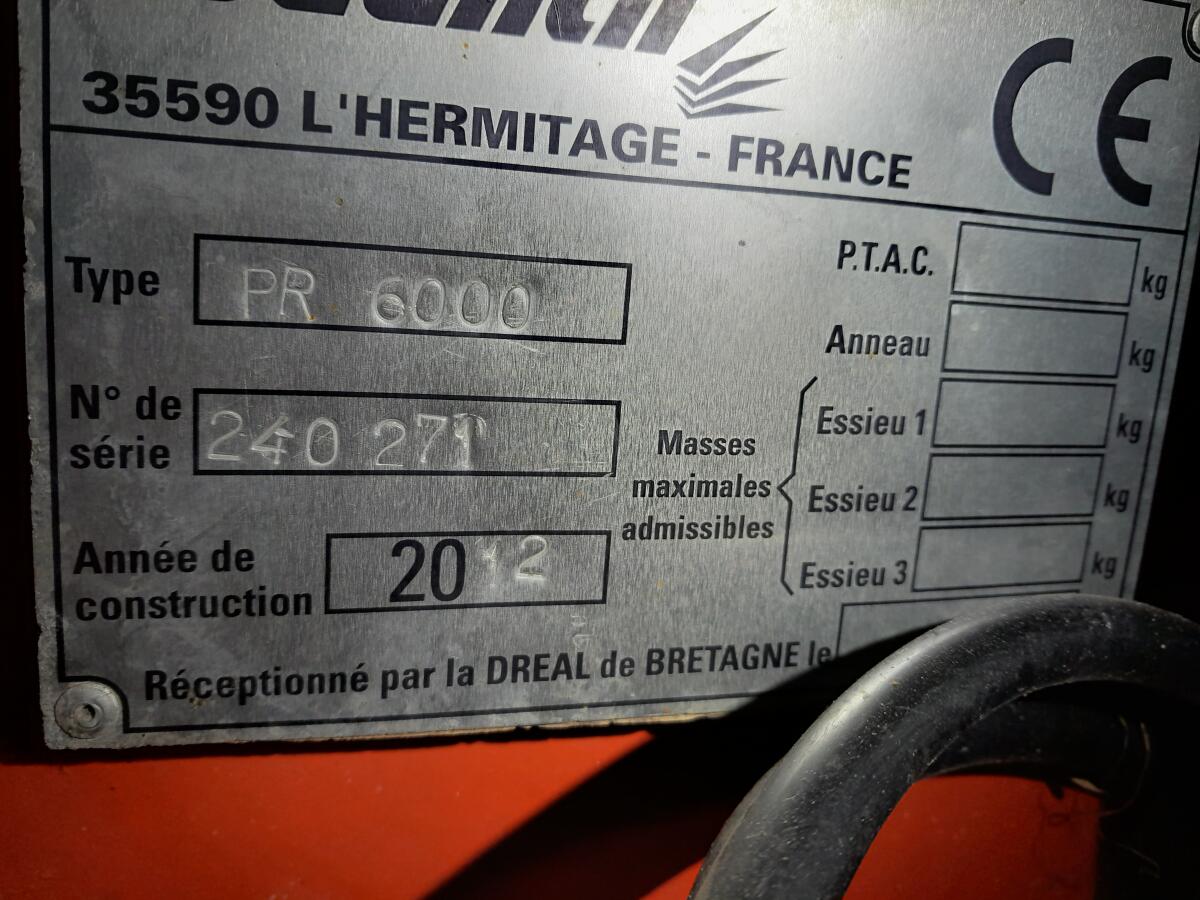 35590 L'HERMITAGE - FRANCE
CE
Type PR 6000
N° de série 240 271
Année de construction 2012
P.T.A.C. kg
Anneau kg
Masses maximales admissibles
Essieu 1 kg
Essieu 2 kg
Essieu 3 kg
Réceptionné par la DREAL de BRETAGNE le